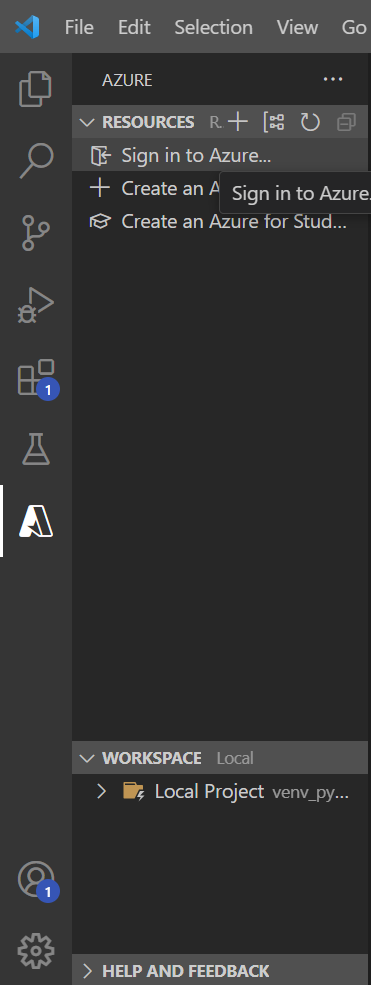 File Edit Selection View Go
AZURE
RESOURCES R.
Sign in to Azure...
Create an A
Sign in to Azure.
Create an Azure for Stud...
1
WORKSPACE Local
Local Project venv_py...
1
HELP AND FEEDBACK